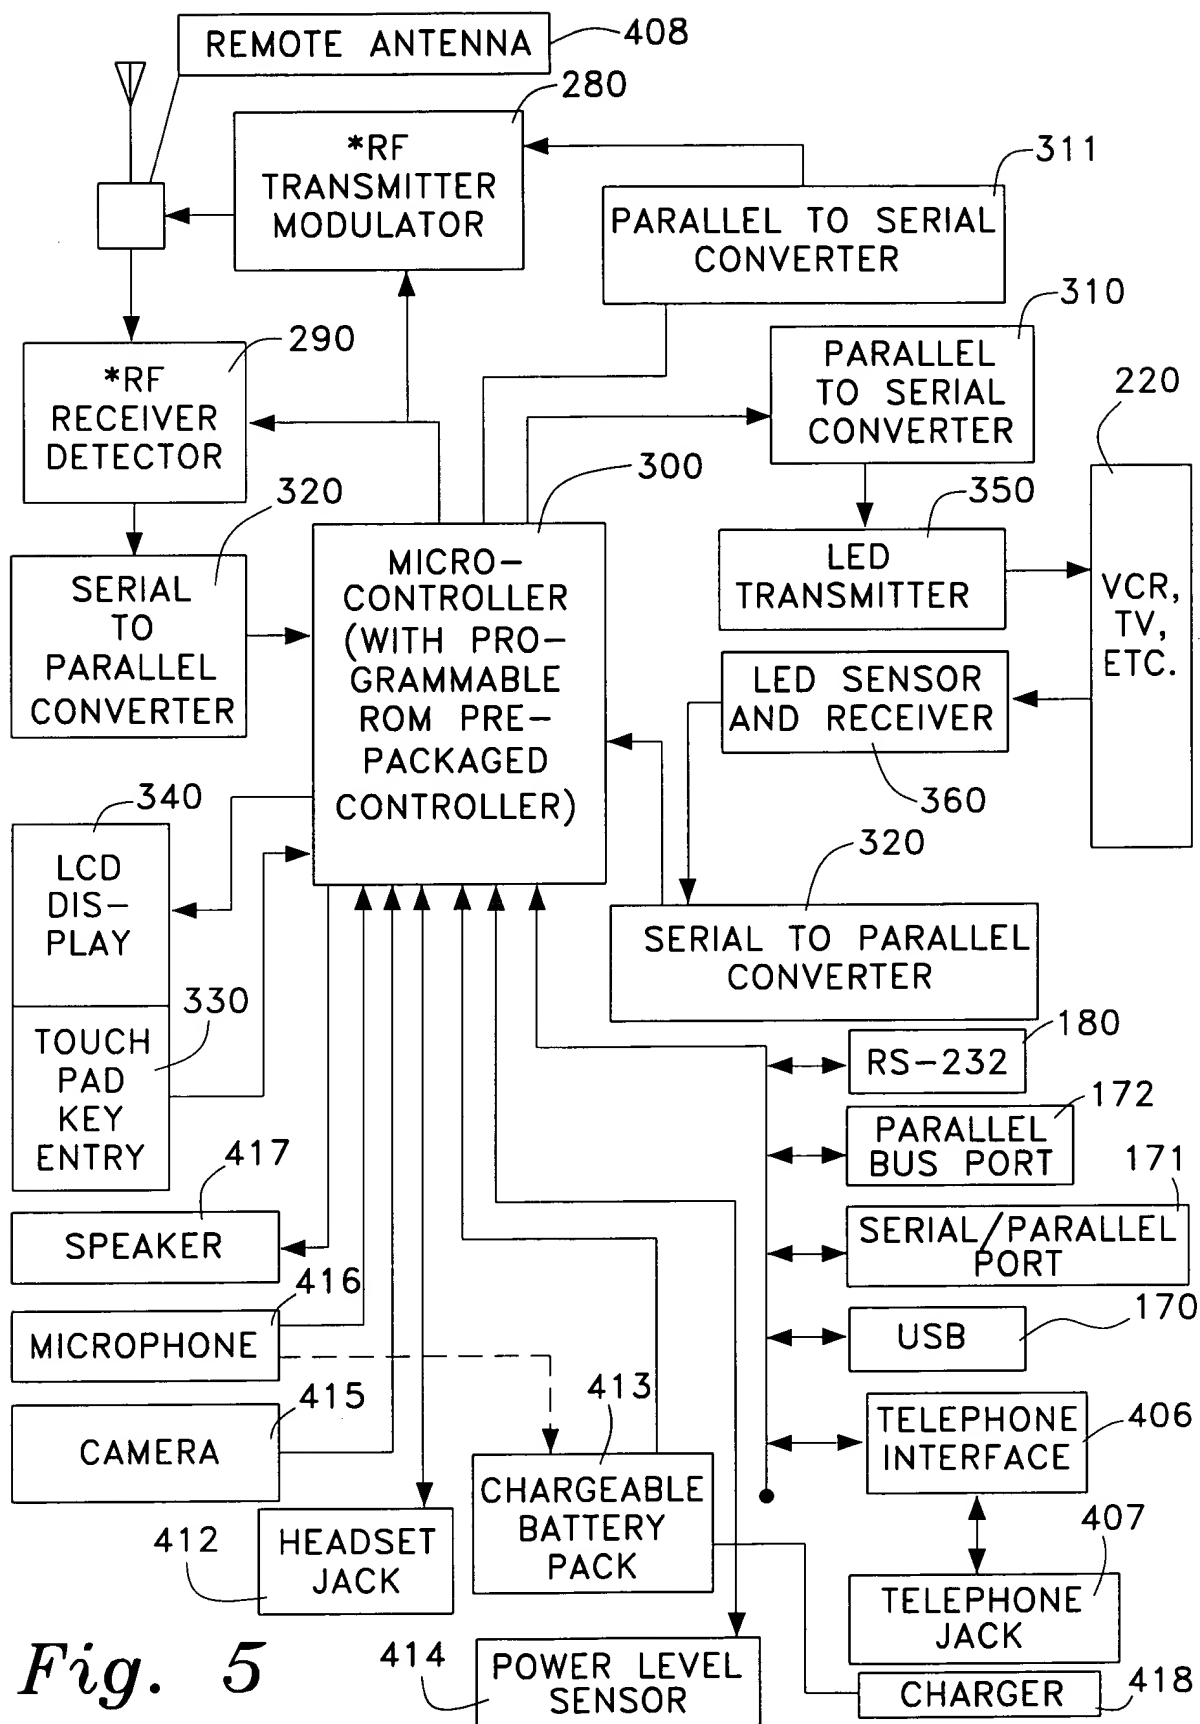 REMOTE ANTENNA
408
280
*RF
TRANSMITTER
MODULATOR
311
PARALLEL TO SERIAL
CONVERTER
310
PARALLEL
TO SERIAL
CONVERTER
290
*RF
RECEIVER
DETECTOR
220
VCR,
TV,
ETC.
300
MICRO-
CONTROLLER
(WITH PRO-
GRAMMABLE
ROM PRE-
PACKAGED
CONTROLLER)
350
LED
TRANSMITTER
320
SERIAL
TO
PARALLEL
CONVERTER
LED SENSOR
AND RECEIVER
360
340
LCD
DIS-
PLAY
320
SERIAL TO PARALLEL
CONVERTER
330
TOUCH
PAD
KEY
ENTRY
180
RS-232
172
PARALLEL
BUS PORT
171
SERIAL/PARALLEL
PORT
417
SPEAKER
416
MICROPHONE
170
USB
415
CAMERA
413
CHARGEABLE
BATTERY
PACK
406
TELEPHONE
INTERFACE
412
HEADSET
JACK
407
TELEPHONE
JACK
414
POWER LEVEL
SENSOR
CHARGER
418
Fig. 5